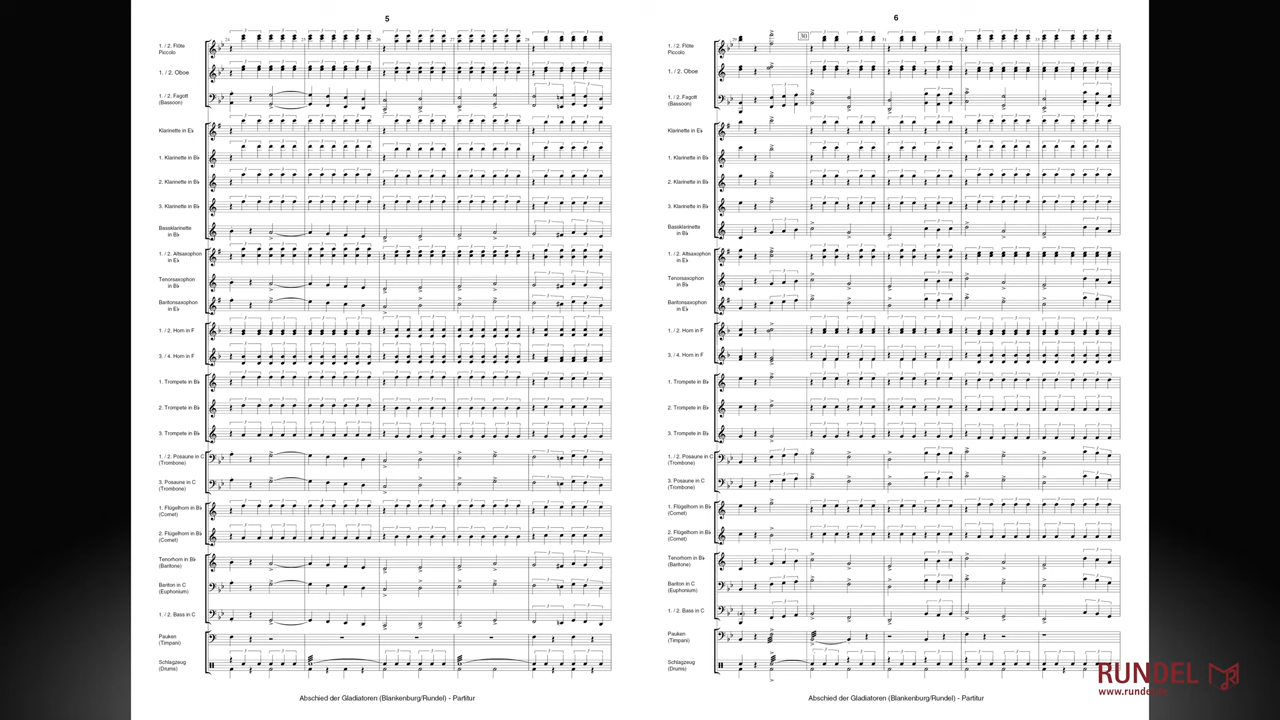 5
24
25
26
27
28
1. / 2. Flöte
Piccolo
1. / 2. Oboe
1. / 2. Fagott
(Bassoon)
Klarinette in E♭
1. Klarinette in B♭
2. Klarinette in B♭
3. Klarinette in B♭
Bassklarinette
in B♭
1. / 2. Altsaxophon
in E♭
Tenorsaxophon
in B♭
Baritonsaxophon
in E♭
1. / 2. Horn in F
3. / 4. Horn in F
1. Trompete in B♭
2. Trompete in B♭
3. Trompete in B♭
1. / 2. Posaune in C
(Trombone)
3. Posaune in C
(Trombone)
1. Flügelhorn in B♭
(Cornet)
2. Flügelhorn in B♭
(Cornet)
Tenorhorn in B♭
(Baritone)
Bariton in C
(Euphonium)
1. / 2. Bass in C
Pauken
(Timpani)
Schlagzeug
(Drums)
Abschied der Gladiatoren (Blankenburg/Rundel) - Partitur
6
29
30
31
32
33
1. / 2. Flöte
Piccolo
1. / 2. Oboe
1. / 2. Fagott
(Bassoon)
Klarinette in E♭
1. Klarinette in B♭
2. Klarinette in B♭
3. Klarinette in B♭
Bassklarinette
in B♭
1. / 2. Altsaxophon
in E♭
Tenorsaxophon
in B♭
Baritonsaxophon
in E♭
1. / 2. Horn in F
3. / 4. Horn in F
1. Trompete in B♭
2. Trompete in B♭
3. Trompete in B♭
1. / 2. Posaune in C
(Trombone)
3. Posaune in C
(Trombone)
1. Flügelhorn in B♭
(Cornet)
2. Flügelhorn in B♭
(Cornet)
Tenorhorn in B♭
(Baritone)
Bariton in C
(Euphonium)
1. / 2. Bass in C
Pauken
(Timpani)
Schlagzeug
(Drums)
Abschied der Gladiatoren (Blankenburg/Rundel) - Partitur
RUNDEL
www.rundel.de